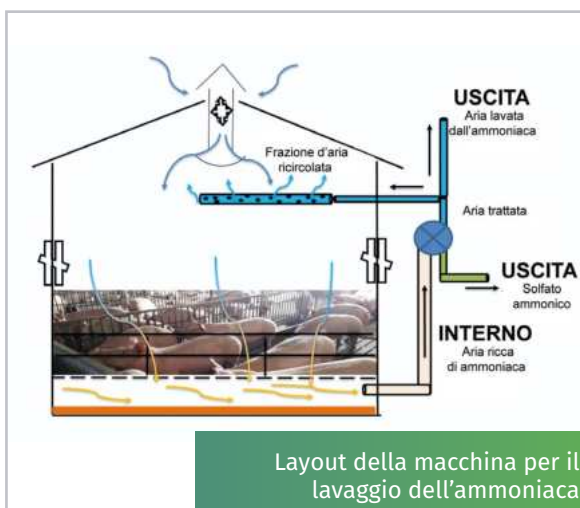 USCITA
Aria lavata
dall'ammoniaca
Frazione d'aria
ricircolata
Aria trattata
USCITA
Solfato
ammonico
INTERNO
Aria ricca
di ammoniaca
Layout della macchina per il
lavaggio dell'ammoniaca